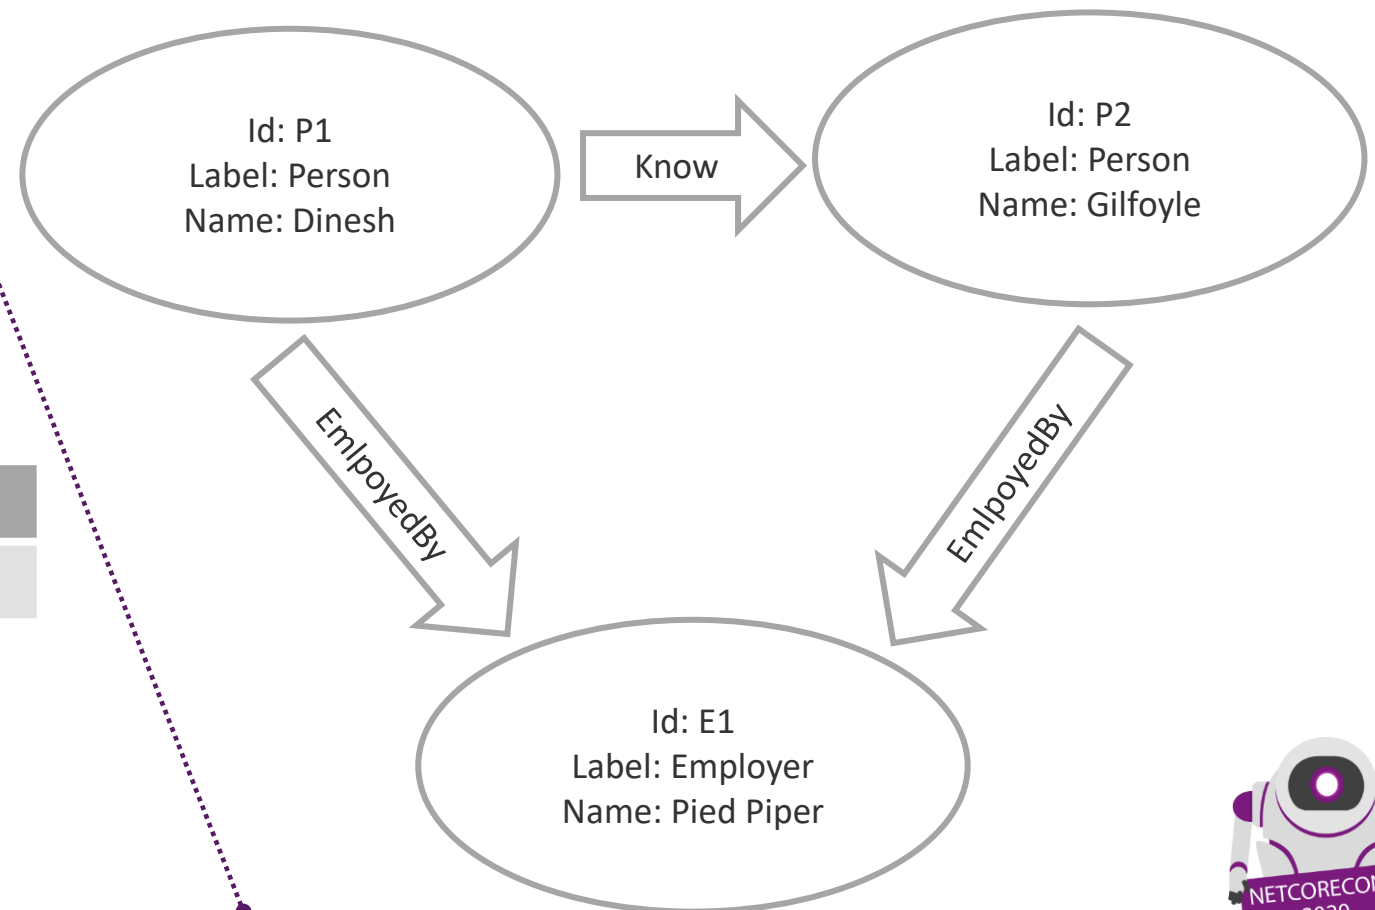 Id: P1
Label: Person
Name: Dinesh
Know
Id: P2
Label: Person
Name: Gilfoyle
EmlpoyedBy
EmlpoyedBy
Id: E1
Label: Employer
Name: Pied Piper
NETCORECON
2020